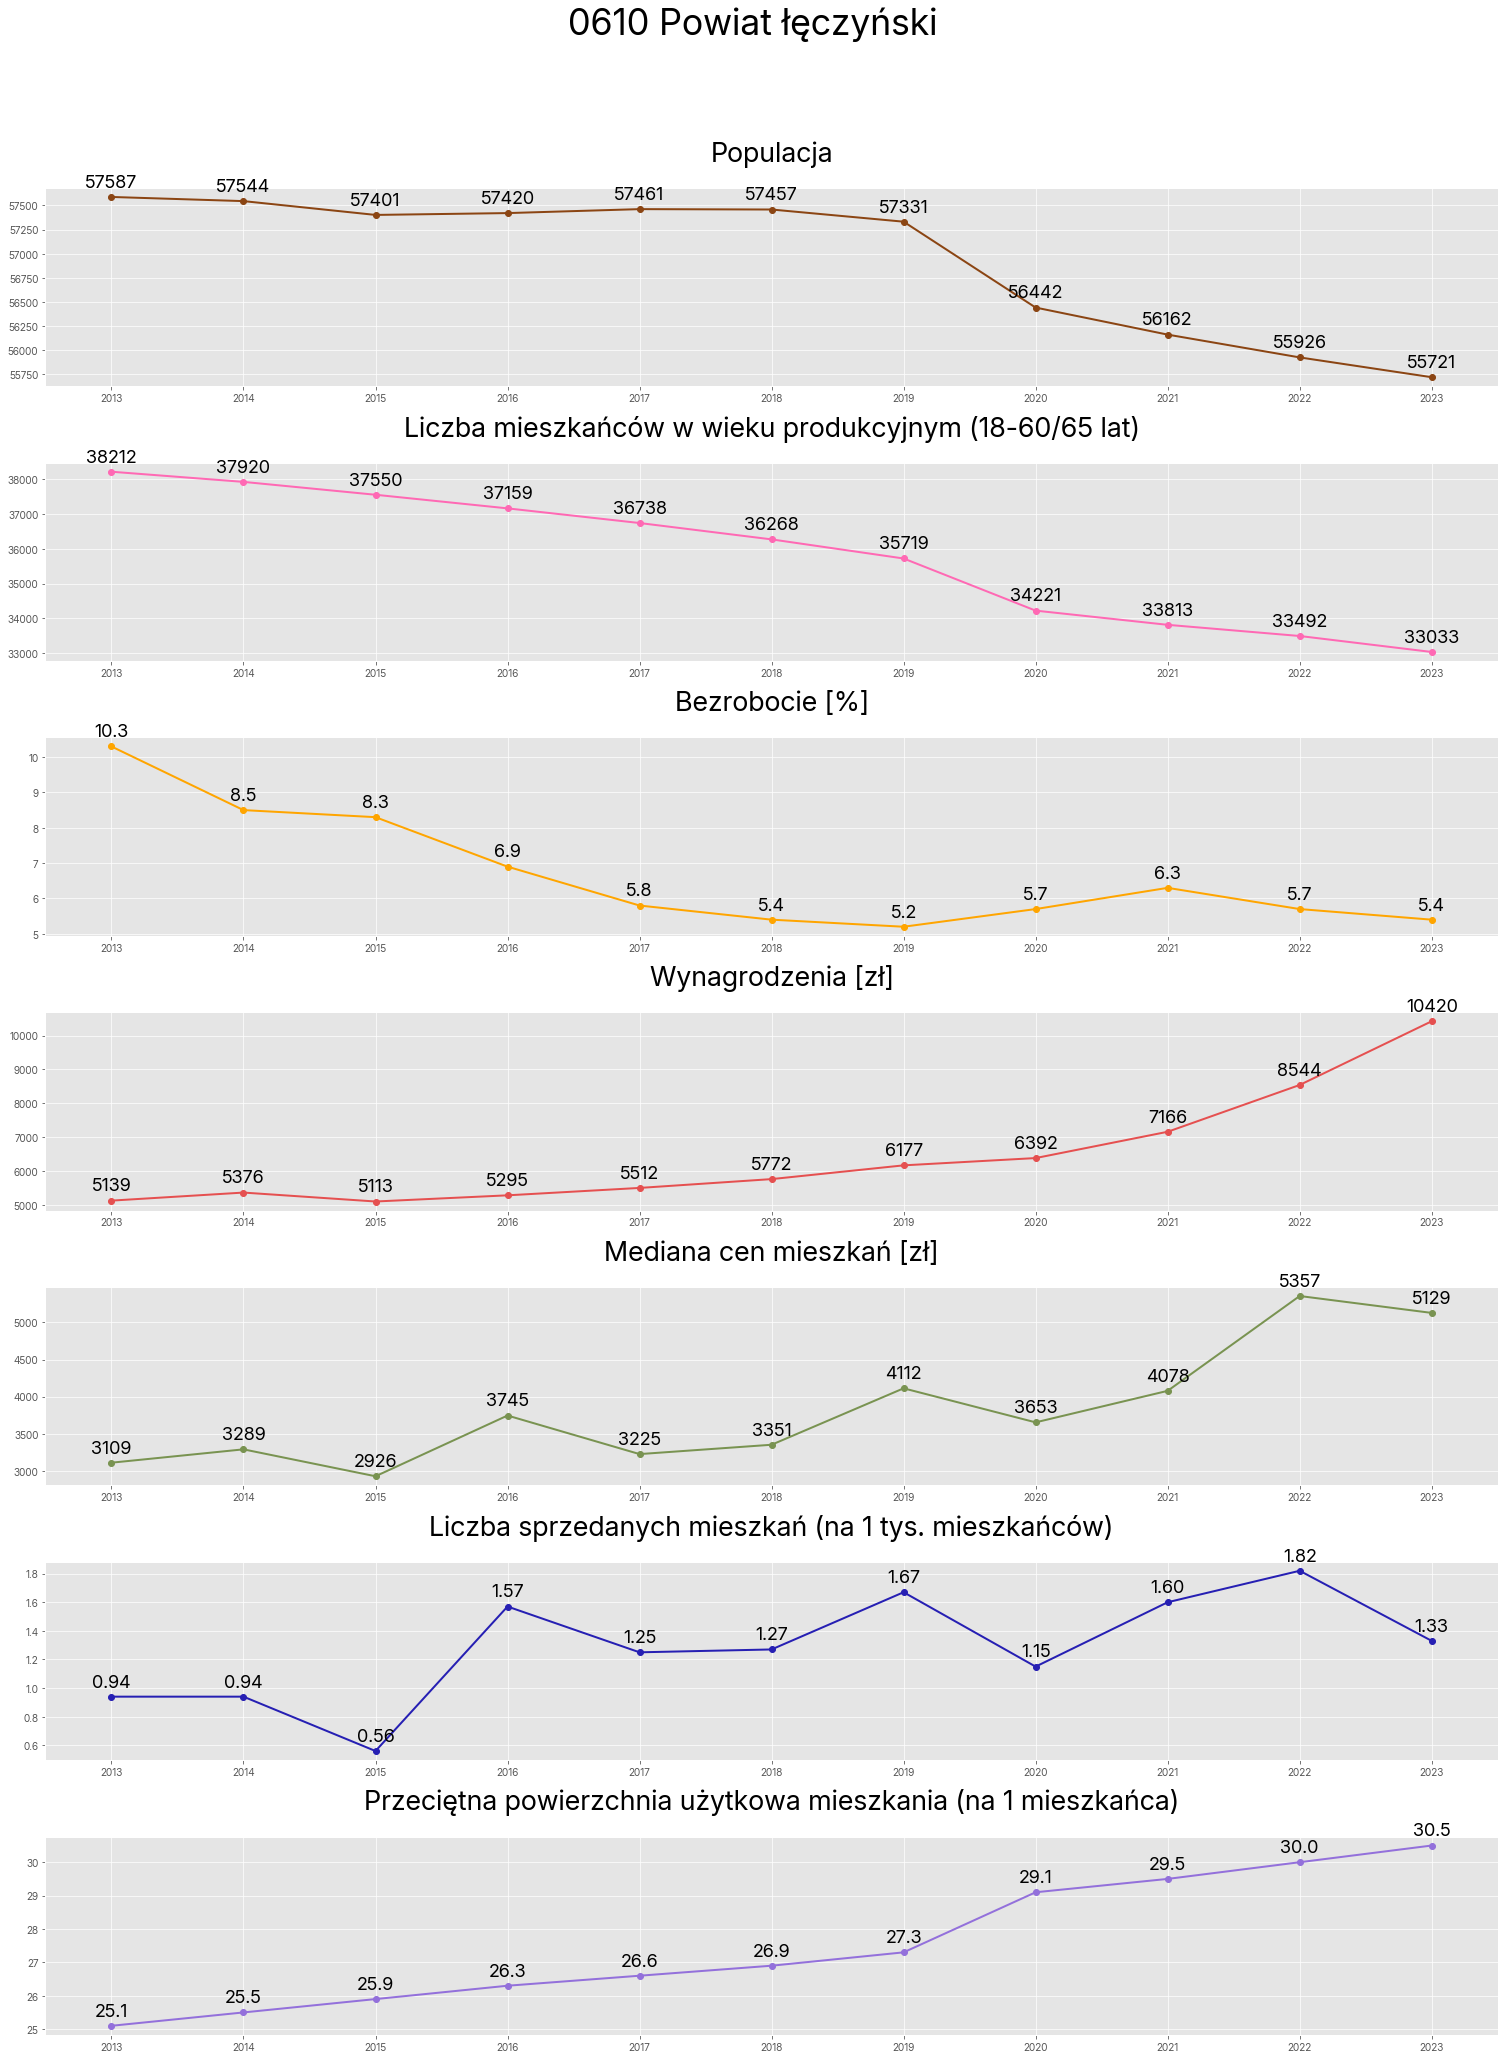 0610 Powiat łęczyński
Populacja
57587 57544 57401 57420 57461 57457 57331 56442 56162 55926 55721
57500
57250
57000
56750
56500
56250
56000
55750
2013 2014 2015 2016 2017 2018 2019 2020 2021 2022 2023
Liczba mieszkańców w wieku produkcyjnym (18-60/65 lat)
38212 37920 37550 37159 36738 36268 35719 34221 33813 33492 33033
38000
37000
36000
35000
34000
33000
2013 2014 2015 2016 2017 2018 2019 2020 2021 2022 2023
Bezrobocie [%]
10.3 8.5 8.3 6.9 5.8 5.4 5.2 5.7 6.3 5.7 5.4
10
9
8
7
6
5
2013 2014 2015 2016 2017 2018 2019 2020 2021 2022 2023
Wynagrodzenia [zł]
5139 5376 5113 5295 5512 5772 6177 6392 7166 8544 10420
10000
9000
8000
7000
6000
5000
2013 2014 2015 2016 2017 2018 2019 2020 2021 2022 2023
Mediana cen mieszkań [zł]
3109 3289 2926 3745 3225 3351 4112 3653 4078 5357 5129
5000
4500
4000
3500
3000
2013 2014 2015 2016 2017 2018 2019 2020 2021 2022 2023
Liczba sprzedanych mieszkań (na 1 tys. mieszkańców)
0.94 0.94 0.56 1.57 1.25 1.27 1.67 1.15 1.60 1.82 1.33
1.8
1.6
1.4
1.2
1.0
0.8
0.6
2013 2014 2015 2016 2017 2018 2019 2020 2021 2022 2023
Przeciętna powierzchnia użytkowa mieszkania (na 1 mieszkańca)
25.1 25.5 25.9 26.3 26.6 26.9 27.3 29.1 29.5 30.0 30.5
30
29
28
27
26
25
2013 2014 2015 2016 2017 2018 2019 2020 2021 2022 2023